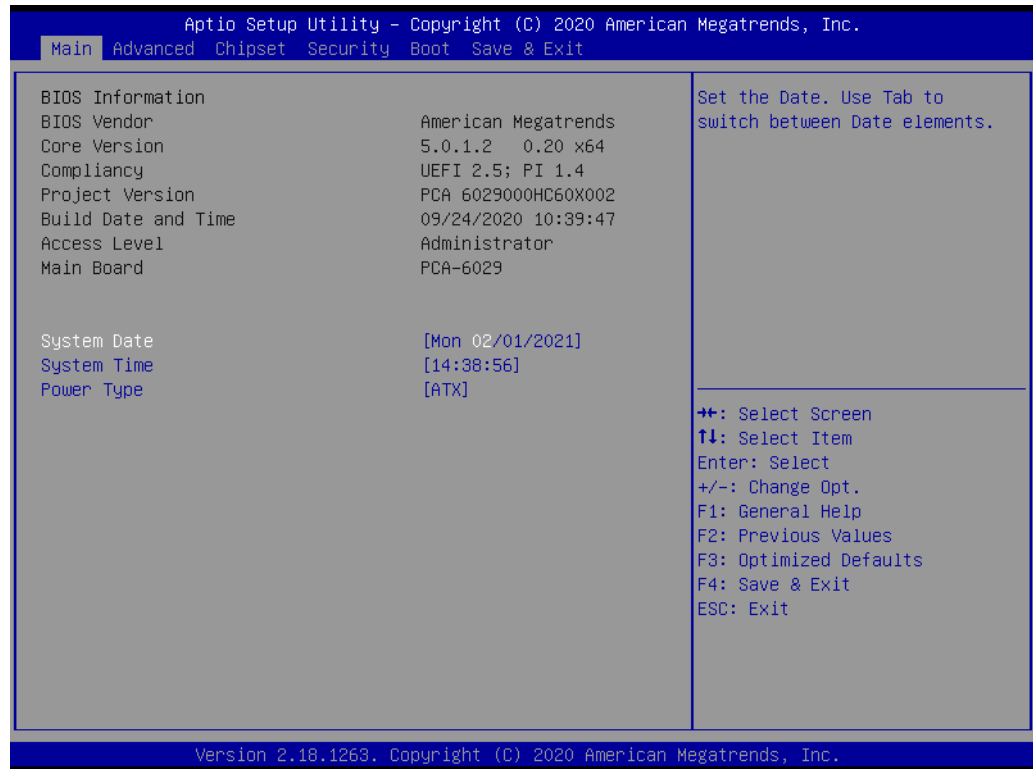 Aptio Setup Utility – Copyright (C) 2020 American Megatrends, Inc.
Main Advanced Chipset Security Boot Save & Exit
BIOS Information
BIOS Vendor American Megatrends
Core Version 5.0.1.2 0.20 x64
Compliancy UEFI 2.5; PI 1.4
Project Version PCA 6029000HC60X002
Build Date and Time 09/24/2020 10:39:47
Access Level Administrator
Main Board PCA-6029
System Date [Mon 02/01/2021]
System Time [14:38:56]
Power Type [ATX]
Set the Date. Use Tab to
switch between Date elements.
→←: Select Screen
↑↓: Select Item
Enter: Select
+/-: Change Opt.
F1: General Help
F2: Previous Values
F3: Optimized Defaults
F4: Save & Exit
ESC: Exit
Version 2.18.1263. Copyright (C) 2020 American Megatrends, Inc.